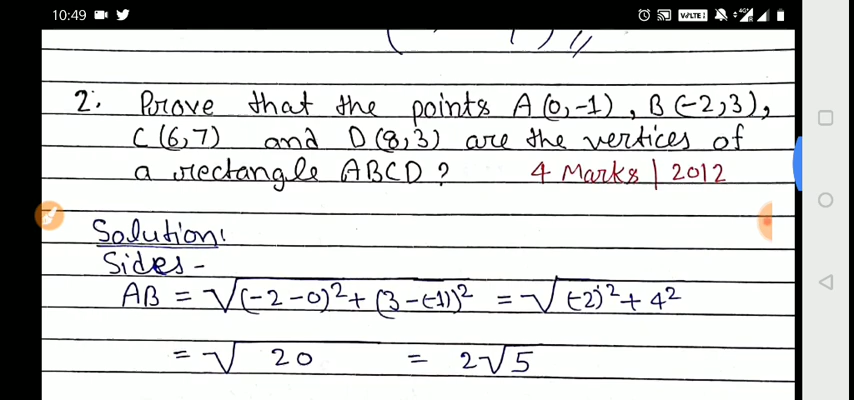 10:49
VoLTE 4G
2. Prove that the points A(0,-1), B(-2,3),
C(6,7) and D(8,3) are the vertices of
a rectangle ABCD? 4 Marks | 2012
Solution:
Sides -
AB = √(-2-0)²+(3-(-1))² = √(-2)²+4²
= √20 = 2√5